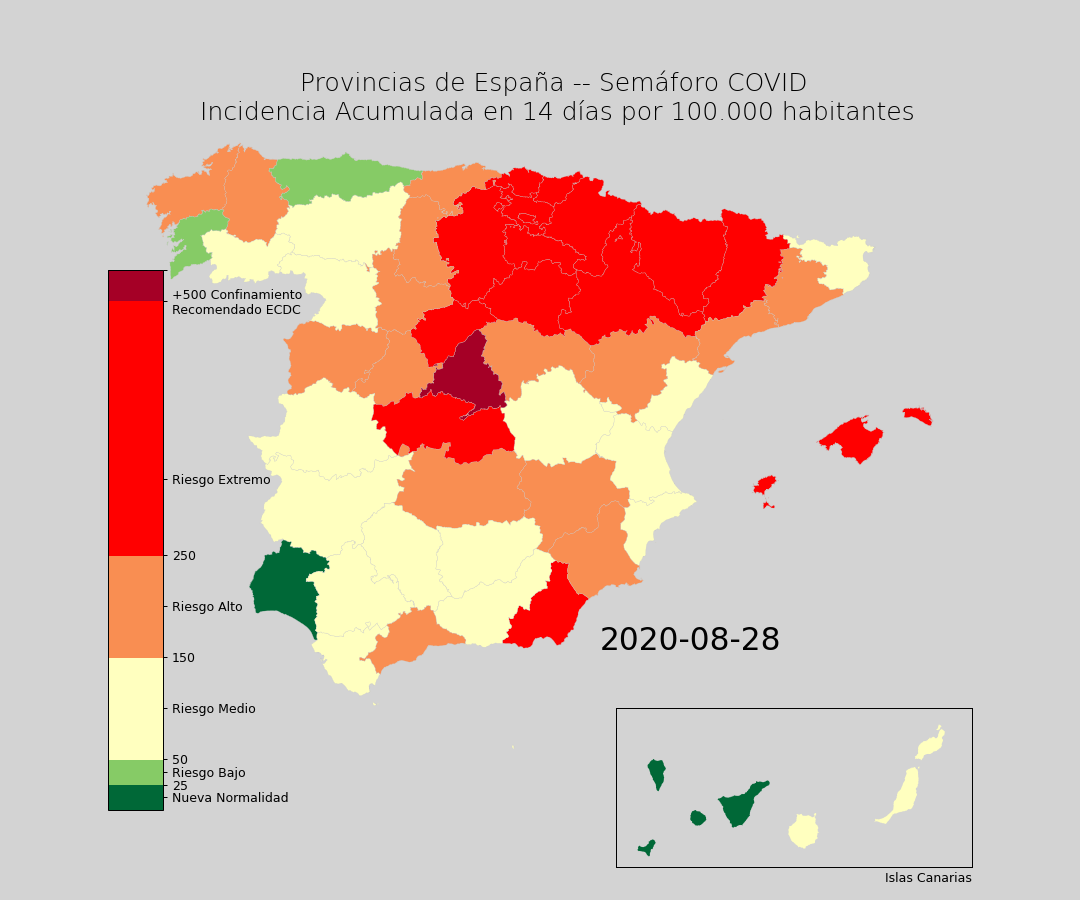 Provincias de España -- Semáforo COVID
Incidencia Acumulada en 14 días por 100.000 habitantes
+500 Confinamiento
Recomendado ECDC
Riesgo Extremo
250
Riesgo Alto
150
Riesgo Medio
50
Riesgo Bajo
25
Nueva Normalidad
2020-08-28
Islas Canarias